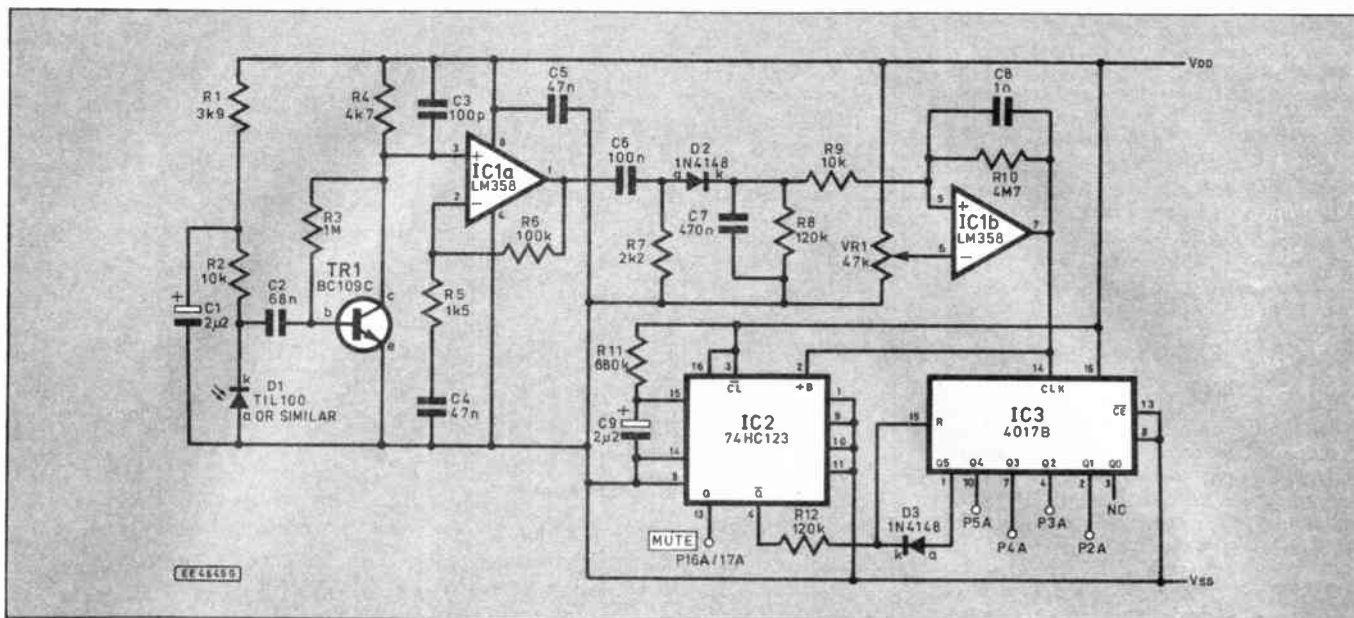 R1
3k9
R2
10k
C1
2µ2
+
C2
68n
D1
TIL100
OR SIMILAR
k
a
R3
1M
R4
4k7
TR1
BC109C
b
c
e
C3
100p
IC1a
LM358
3
2
8
4
1
+
−
R5
1k5
C4
47n
R6
100k
C5
47n
C6
100n
R7
2k2
D2
1N4148
a
k
C7
470n
R8
120k
R9
10k
VR1
47k
C8
1n
R10
4M7
IC1b
LM358
5
6
7
+
−
VDD
R11
680k
C9
2µ2
+
IC2
74HC123
16
3
CL
2
+B
15
14
8
1
9
10
11
Q
13
Q
4
MUTE
P16A/17A
R12
120k
D3
1N4148
k
a
IC3
4017B
14
CLK
16
15
R
13
CE
8
Q5
Q4
Q3
Q2
Q1
Q0
1
10
7
4
2
3
P5A
P4A
P3A
P2A
NC
VSS